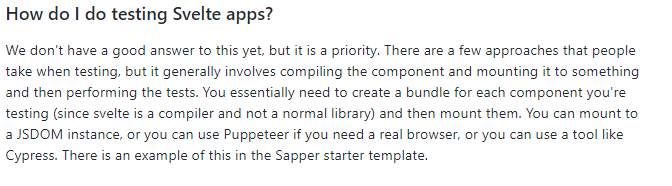 How do I do testing Svelte apps?
We don't have a good answer to this yet, but it is a priority. There are a few approaches that people
take when testing, but it generally involves compiling the component and mounting it to something
and then performing the tests. You essentially need to create a bundle for each component you're
testing (since svelte is a compiler and not a normal library) and then mount them. You can mount to
a JSDOM instance, or you can use Puppeteer if you need a real browser, or you can use a tool like
Cypress. There is an example of this in the Sapper starter template.